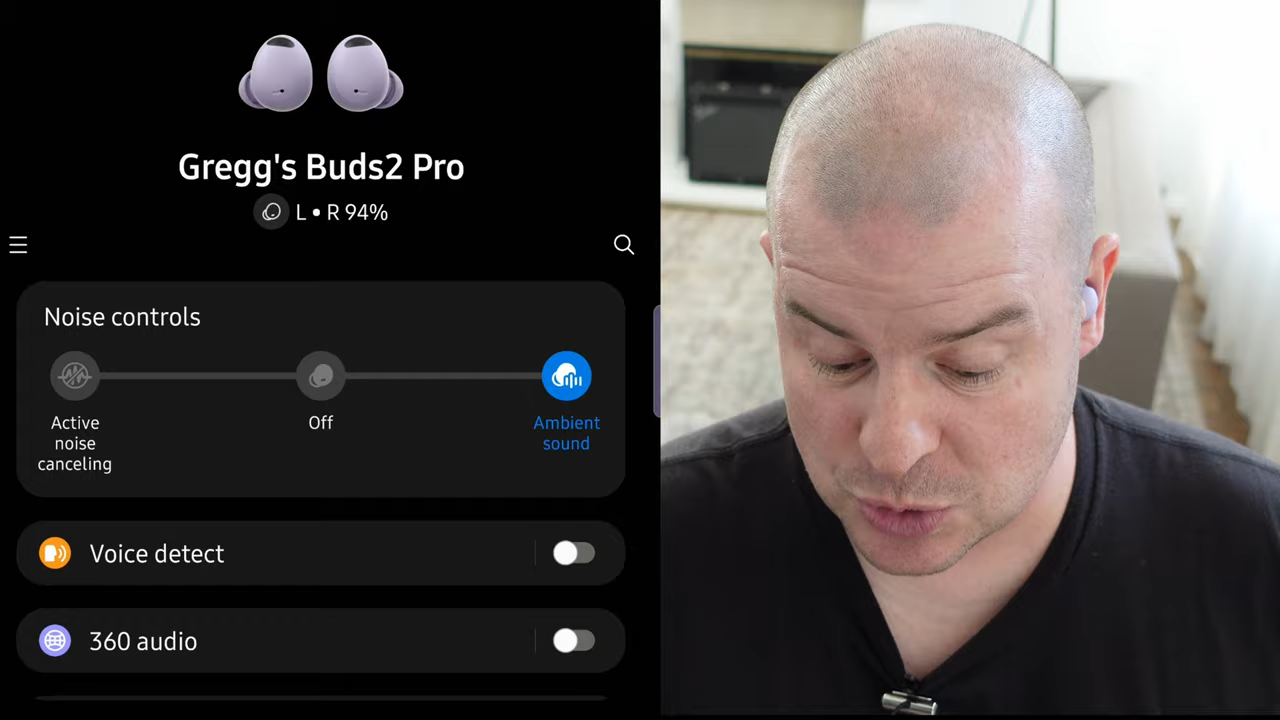 Gregg's Buds2 Pro
L • R 94%
Noise controls
Active
noise
canceling
Off
Ambient
sound
Voice detect
360 audio